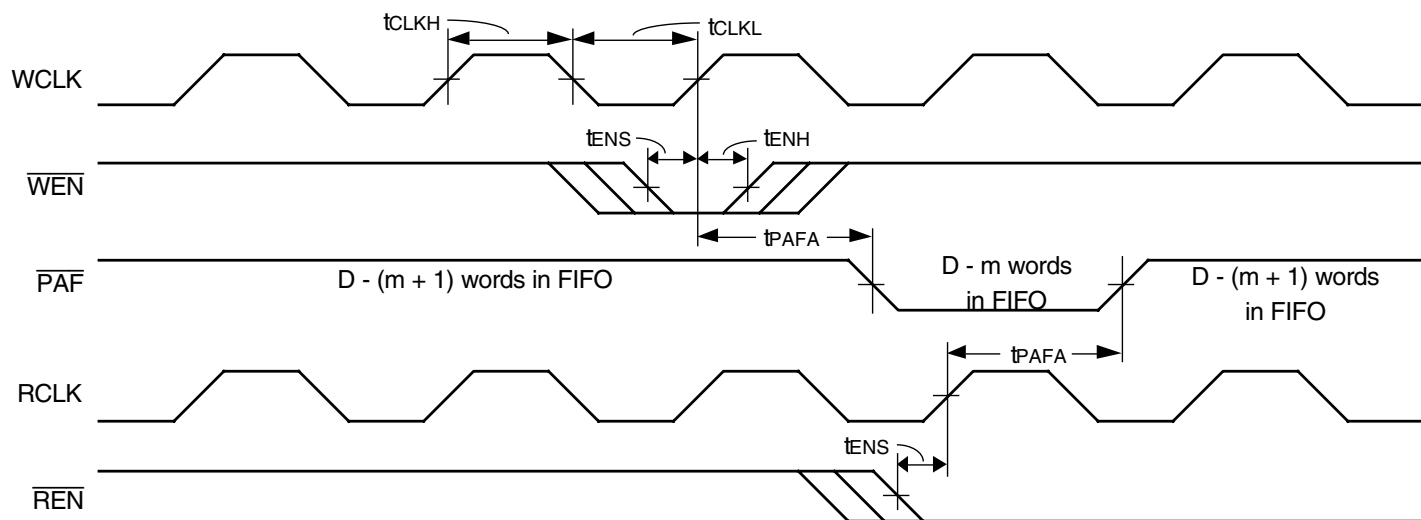 tCLKH
tCLKL
WCLK
tENS
tENH
WEN
tPAFA
PAF
D - (m + 1) words in FIFO
D - m words
in FIFO
D - (m + 1) words
in FIFO
tPAFA
RCLK
tENS
REN